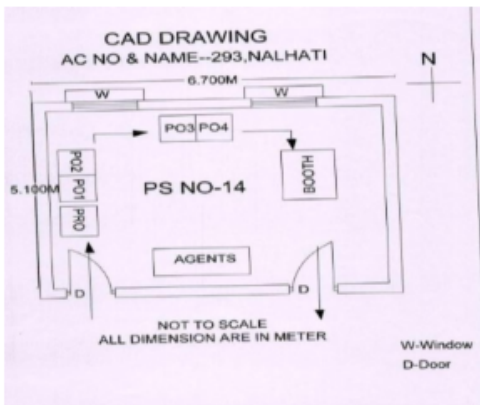 CAD DRAWING
AC NO & NAME--293,NALHATI
N
6.700M
W
W
PO3 PO4
PO2
PO1
5.100M
PS NO-14
BOOTH
PRO
AGENTS
D
D
NOT TO SCALE
ALL DIMENSION ARE IN METER
W-Window
D-Door